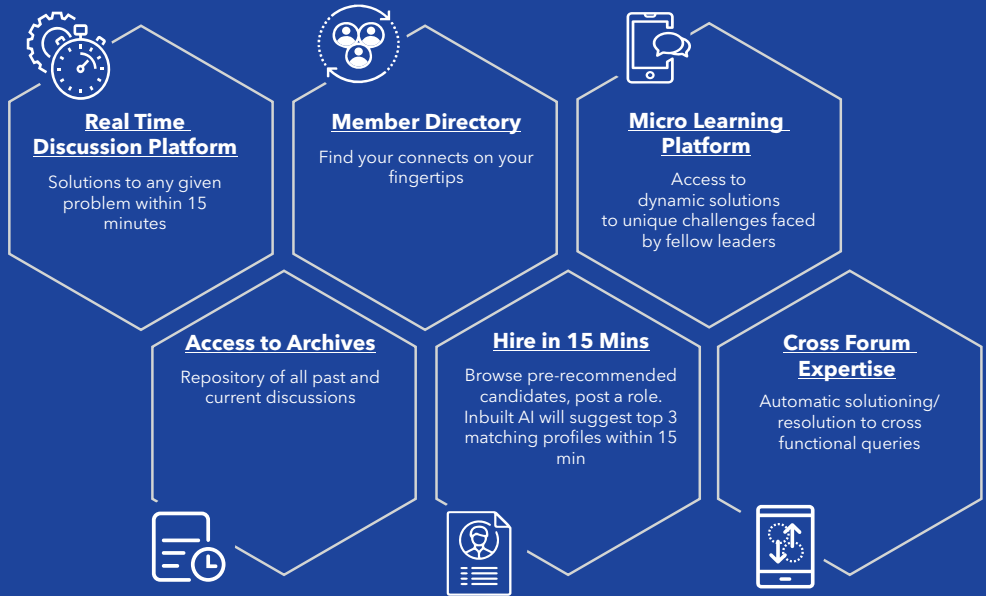 Real Time
Discussion Platform
Solutions to any given
problem within 15
minutes
Member Directory
Find your connects on your
fingertips
Micro Learning
Platform
Access to
dynamic solutions
to unique challenges faced
by fellow leaders
Access to Archives
Repository of all past and
current discussions
Hire in 15 Mins
Browse pre-recommended
candidates, post a role.
Inbuilt AI will suggest top 3
matching profiles within 15
min
Cross Forum
Expertise
Automatic solutioning/
resolution to cross
functional queries